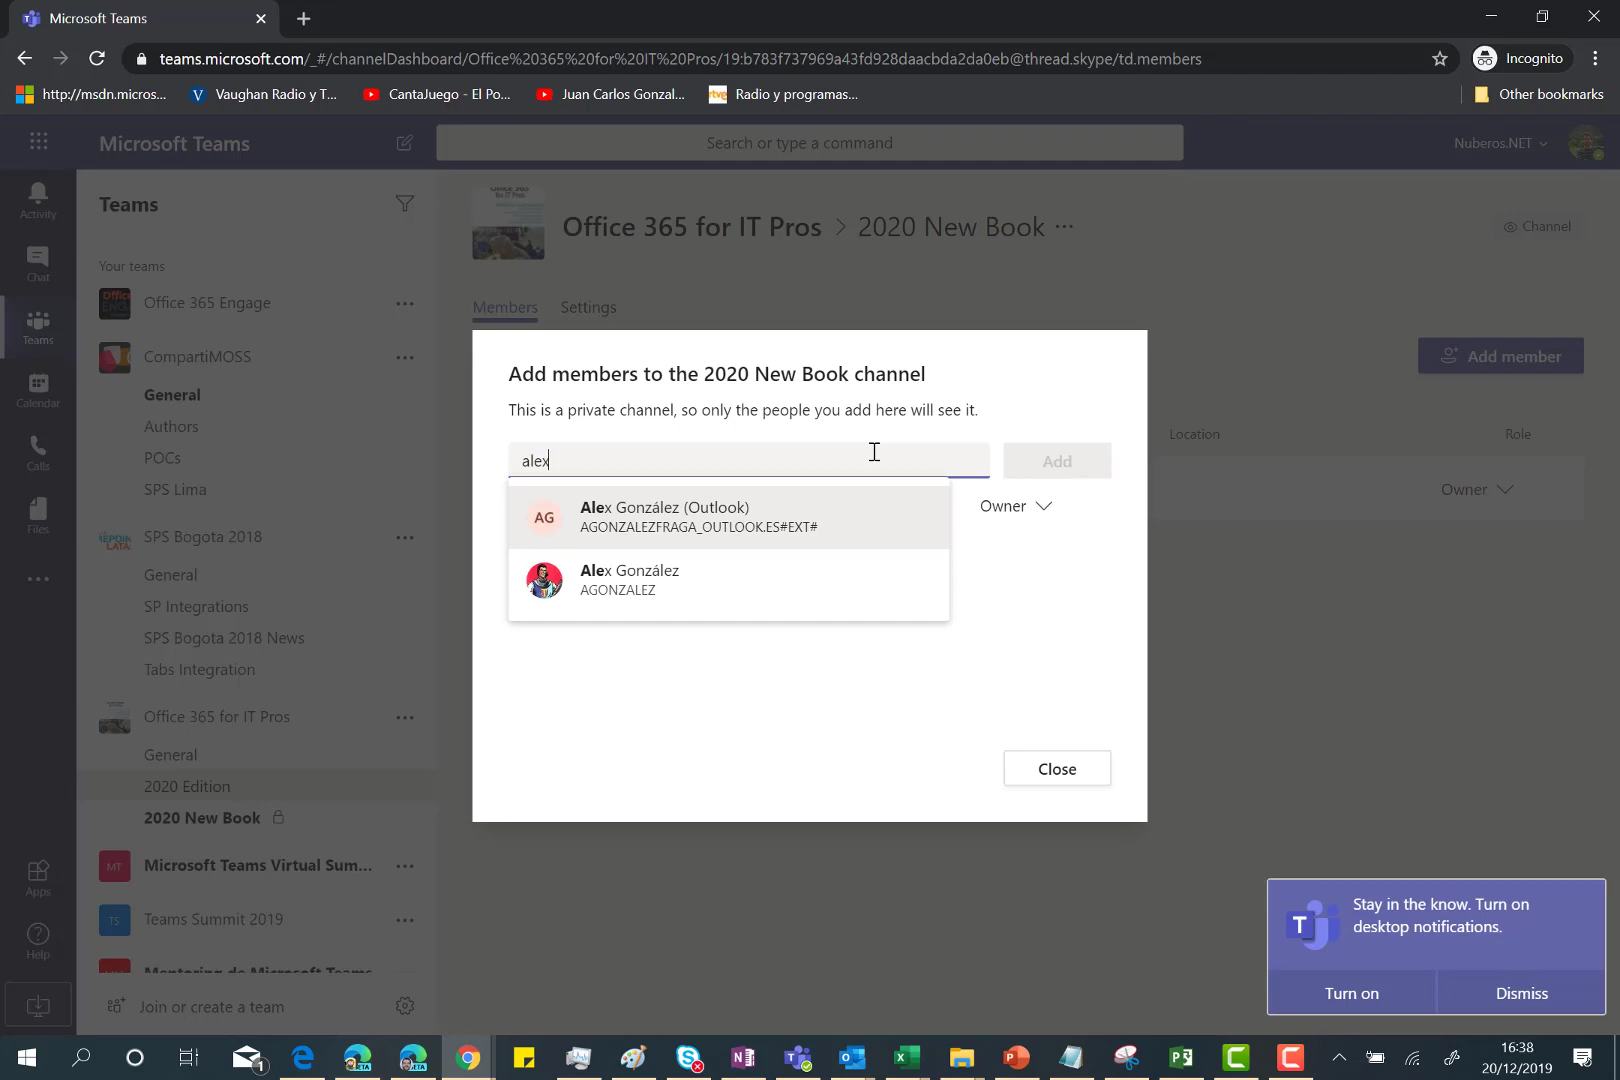 Microsoft Teams
teams.microsoft.com/_#/channelDashboard/Office%20365%20for%20IT%20Pros/19:b783f737969a43fd928daacbda2da0eb@thread.skype/td.members
Incognito
http://msdn.micros...
Vaughan Radio y T...
CantaJuego - El Po...
Juan Carlos Gonzal...
Radio y programas...
Other bookmarks
Microsoft Teams
Search or type a command
Nuberos.NET
Activity
Chat
Teams
Calendar
Calls
Files
Apps
Help
Teams
Your teams
Office 365 Engage
CompartiMOSS
General
Authors
POCs
SPS Lima
SPS Bogota 2018
General
SP Integrations
SPS Bogota 2018 News
Tabs Integration
Office 365 for IT Pros
General
2020 Edition
2020 New Book
MT Microsoft Teams Virtual Sum...
TS Teams Summit 2019
Mentoring de Microsoft Teams
Join or create a team
Office 365 for IT Pros > 2020 New Book ...
Channel
Members Settings
Add member
Location Role
Owner
Add members to the 2020 New Book channel
This is a private channel, so only the people you add here will see it.
alex
Add
AG
Alex González (Outlook)
AGONZALEZFRAGA_OUTLOOK.ES#EXT#
Owner
Alex González
AGONZALEZ
Close
Stay in the know. Turn on
desktop notifications.
Turn on
Dismiss
16:38
20/12/2019